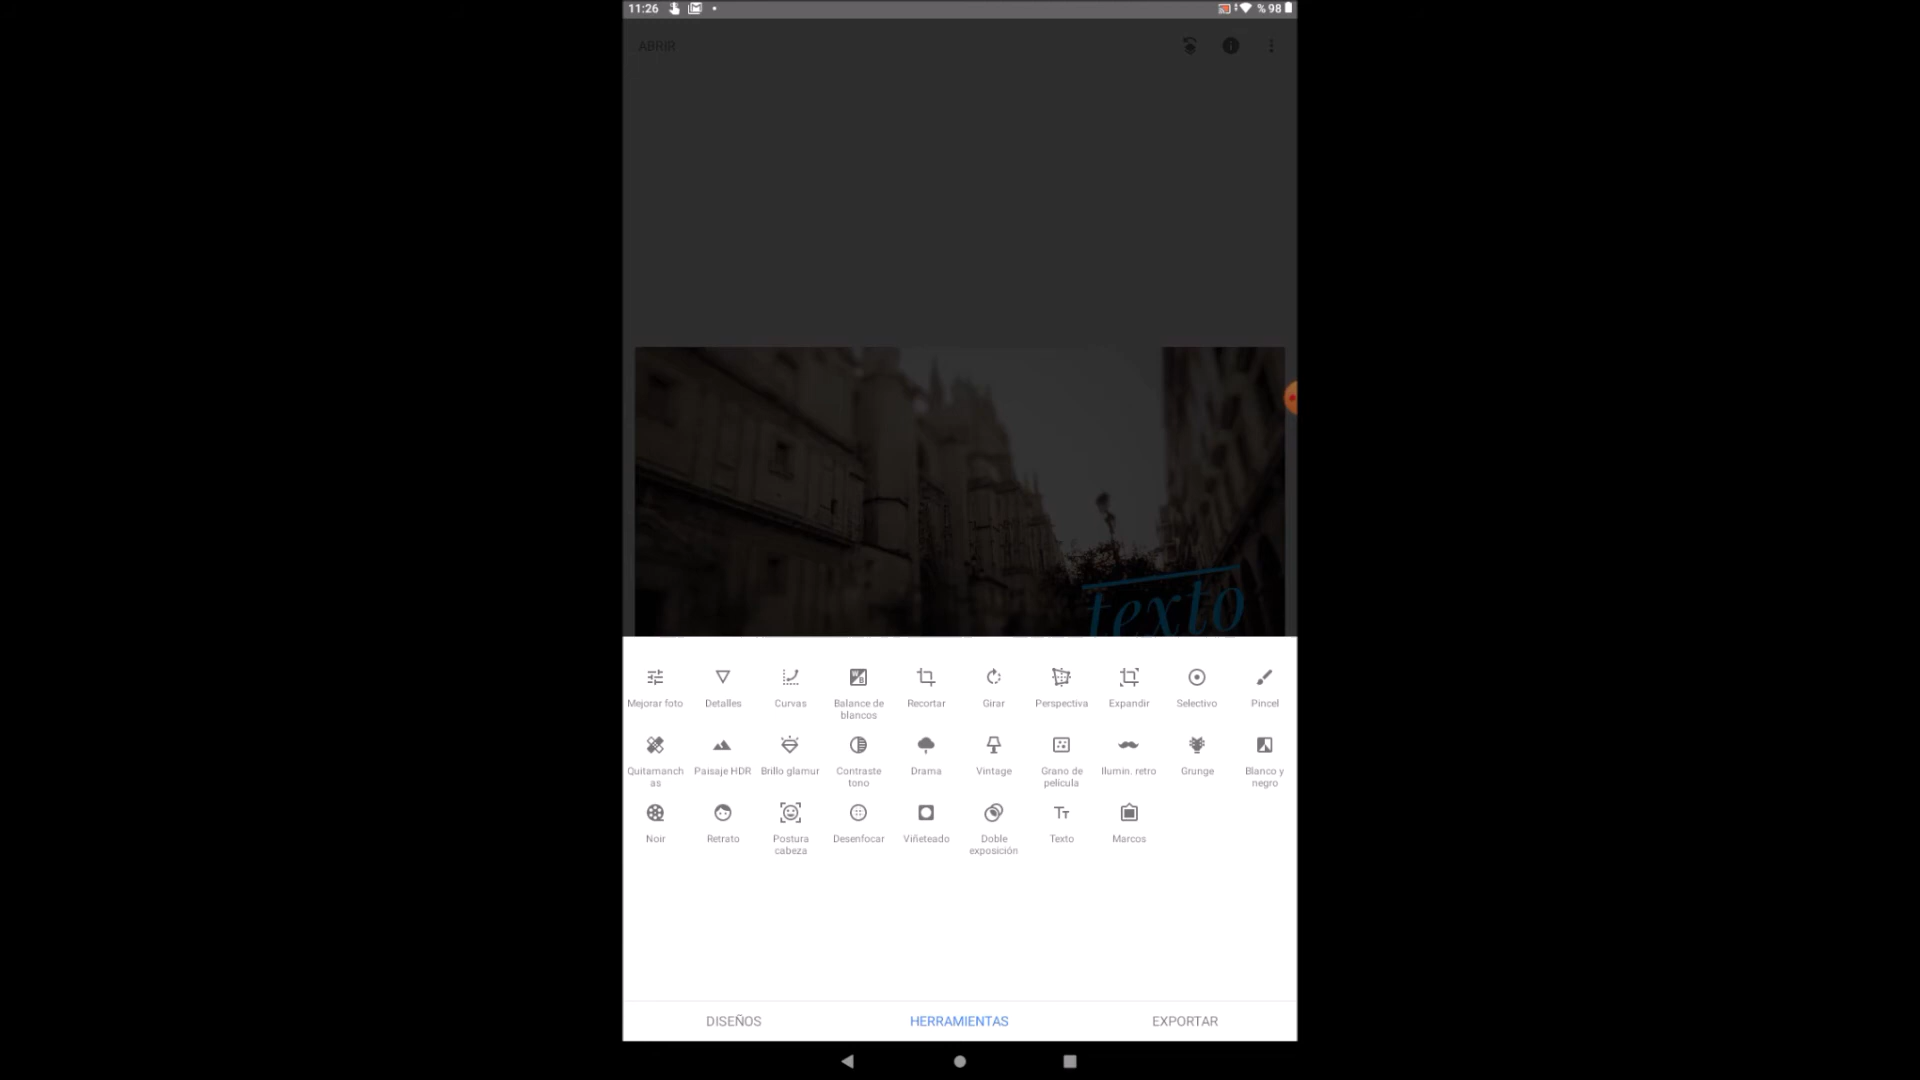 11:26 % 98
ABRIR
texto
Mejorar foto Detalles Curvas Balance de blancos Recortar Girar Perspectiva Expandir Selectivo Pincel
Quitamanch as Paisaje HDR Brillo glamur Contraste tono Drama Vintage Grano de película Ilumin. retro Grunge Blanco y negro
Noir Retrato Postura cabeza Desenfocar Viñeteado Doble exposición Texto Marcos
DISEÑOS HERRAMIENTAS EXPORTAR